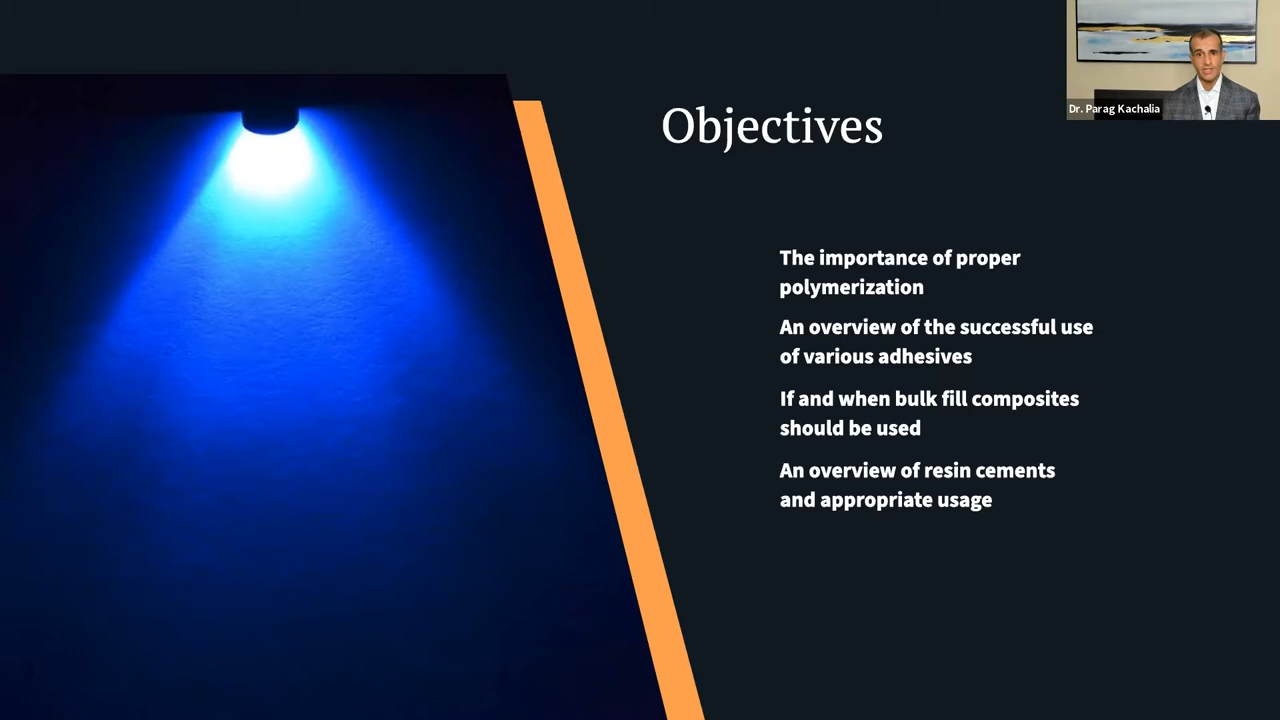 Dr. Parag Kachalia
Objectives
The importance of proper
polymerization
An overview of the successful use
of various adhesives
If and when bulk fill composites
should be used
An overview of resin cements
and appropriate usage